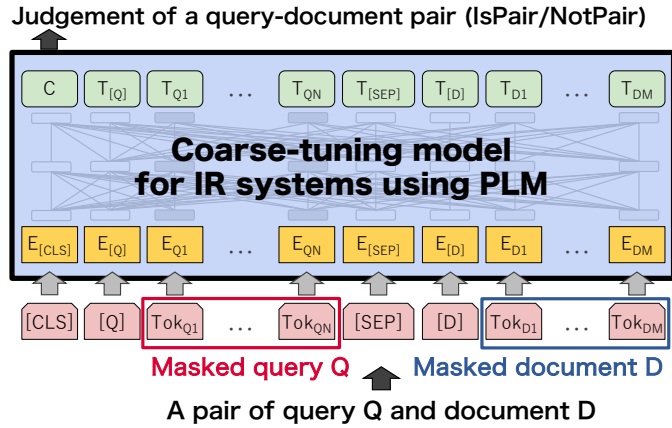 Judgement of a query-document pair (IsPair/NotPair)
C T[Q] TQ1 ... TQN T[SEP] T[D] TD1 ... TDM
Coarse-tuning model
for IR systems using PLM
E[CLS] E[Q] EQ1 ... EQN E[SEP] E[D] ED1 ... EDM
[CLS] [Q] TokQ1 ... TokQN [SEP] [D] TokD1 ... TokDM
Masked query Q Masked document D
A pair of query Q and document D